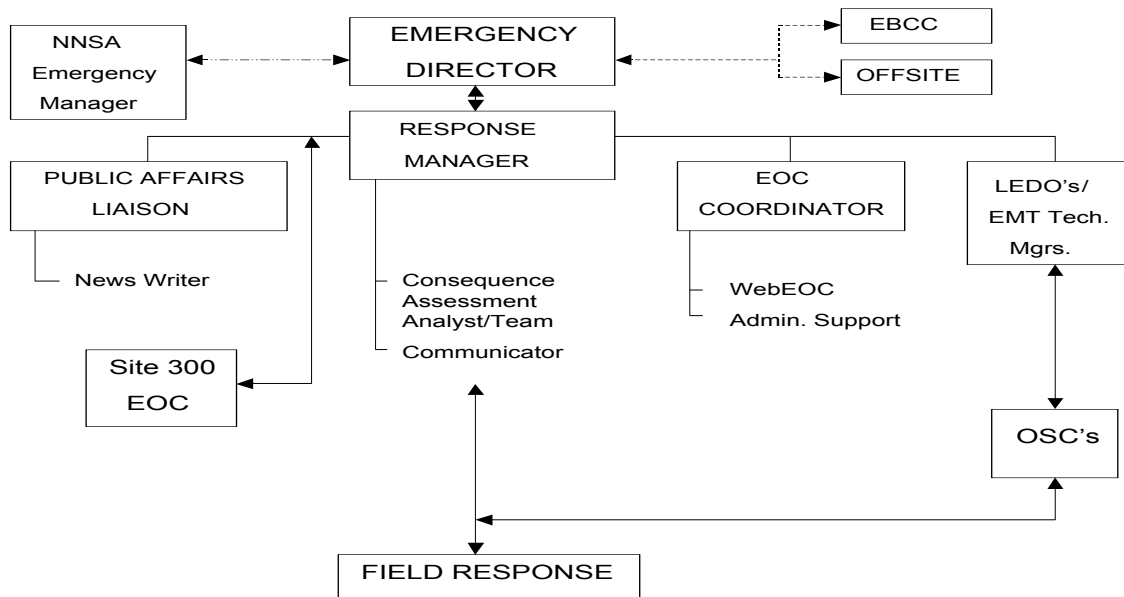 NNSA
Emergency
Manager
EMERGENCY
DIRECTOR
EBCC
OFFSITE
RESPONSE
MANAGER
PUBLIC AFFAIRS
LIAISON
EOC
COORDINATOR
LEDO's/
EMT Tech.
Mgrs.
News Writer
Consequence
Assessment
Analyst/Team
Communicator
WebEOC
Admin. Support
Site 300
EOC
OSC's
FIELD RESPONSE